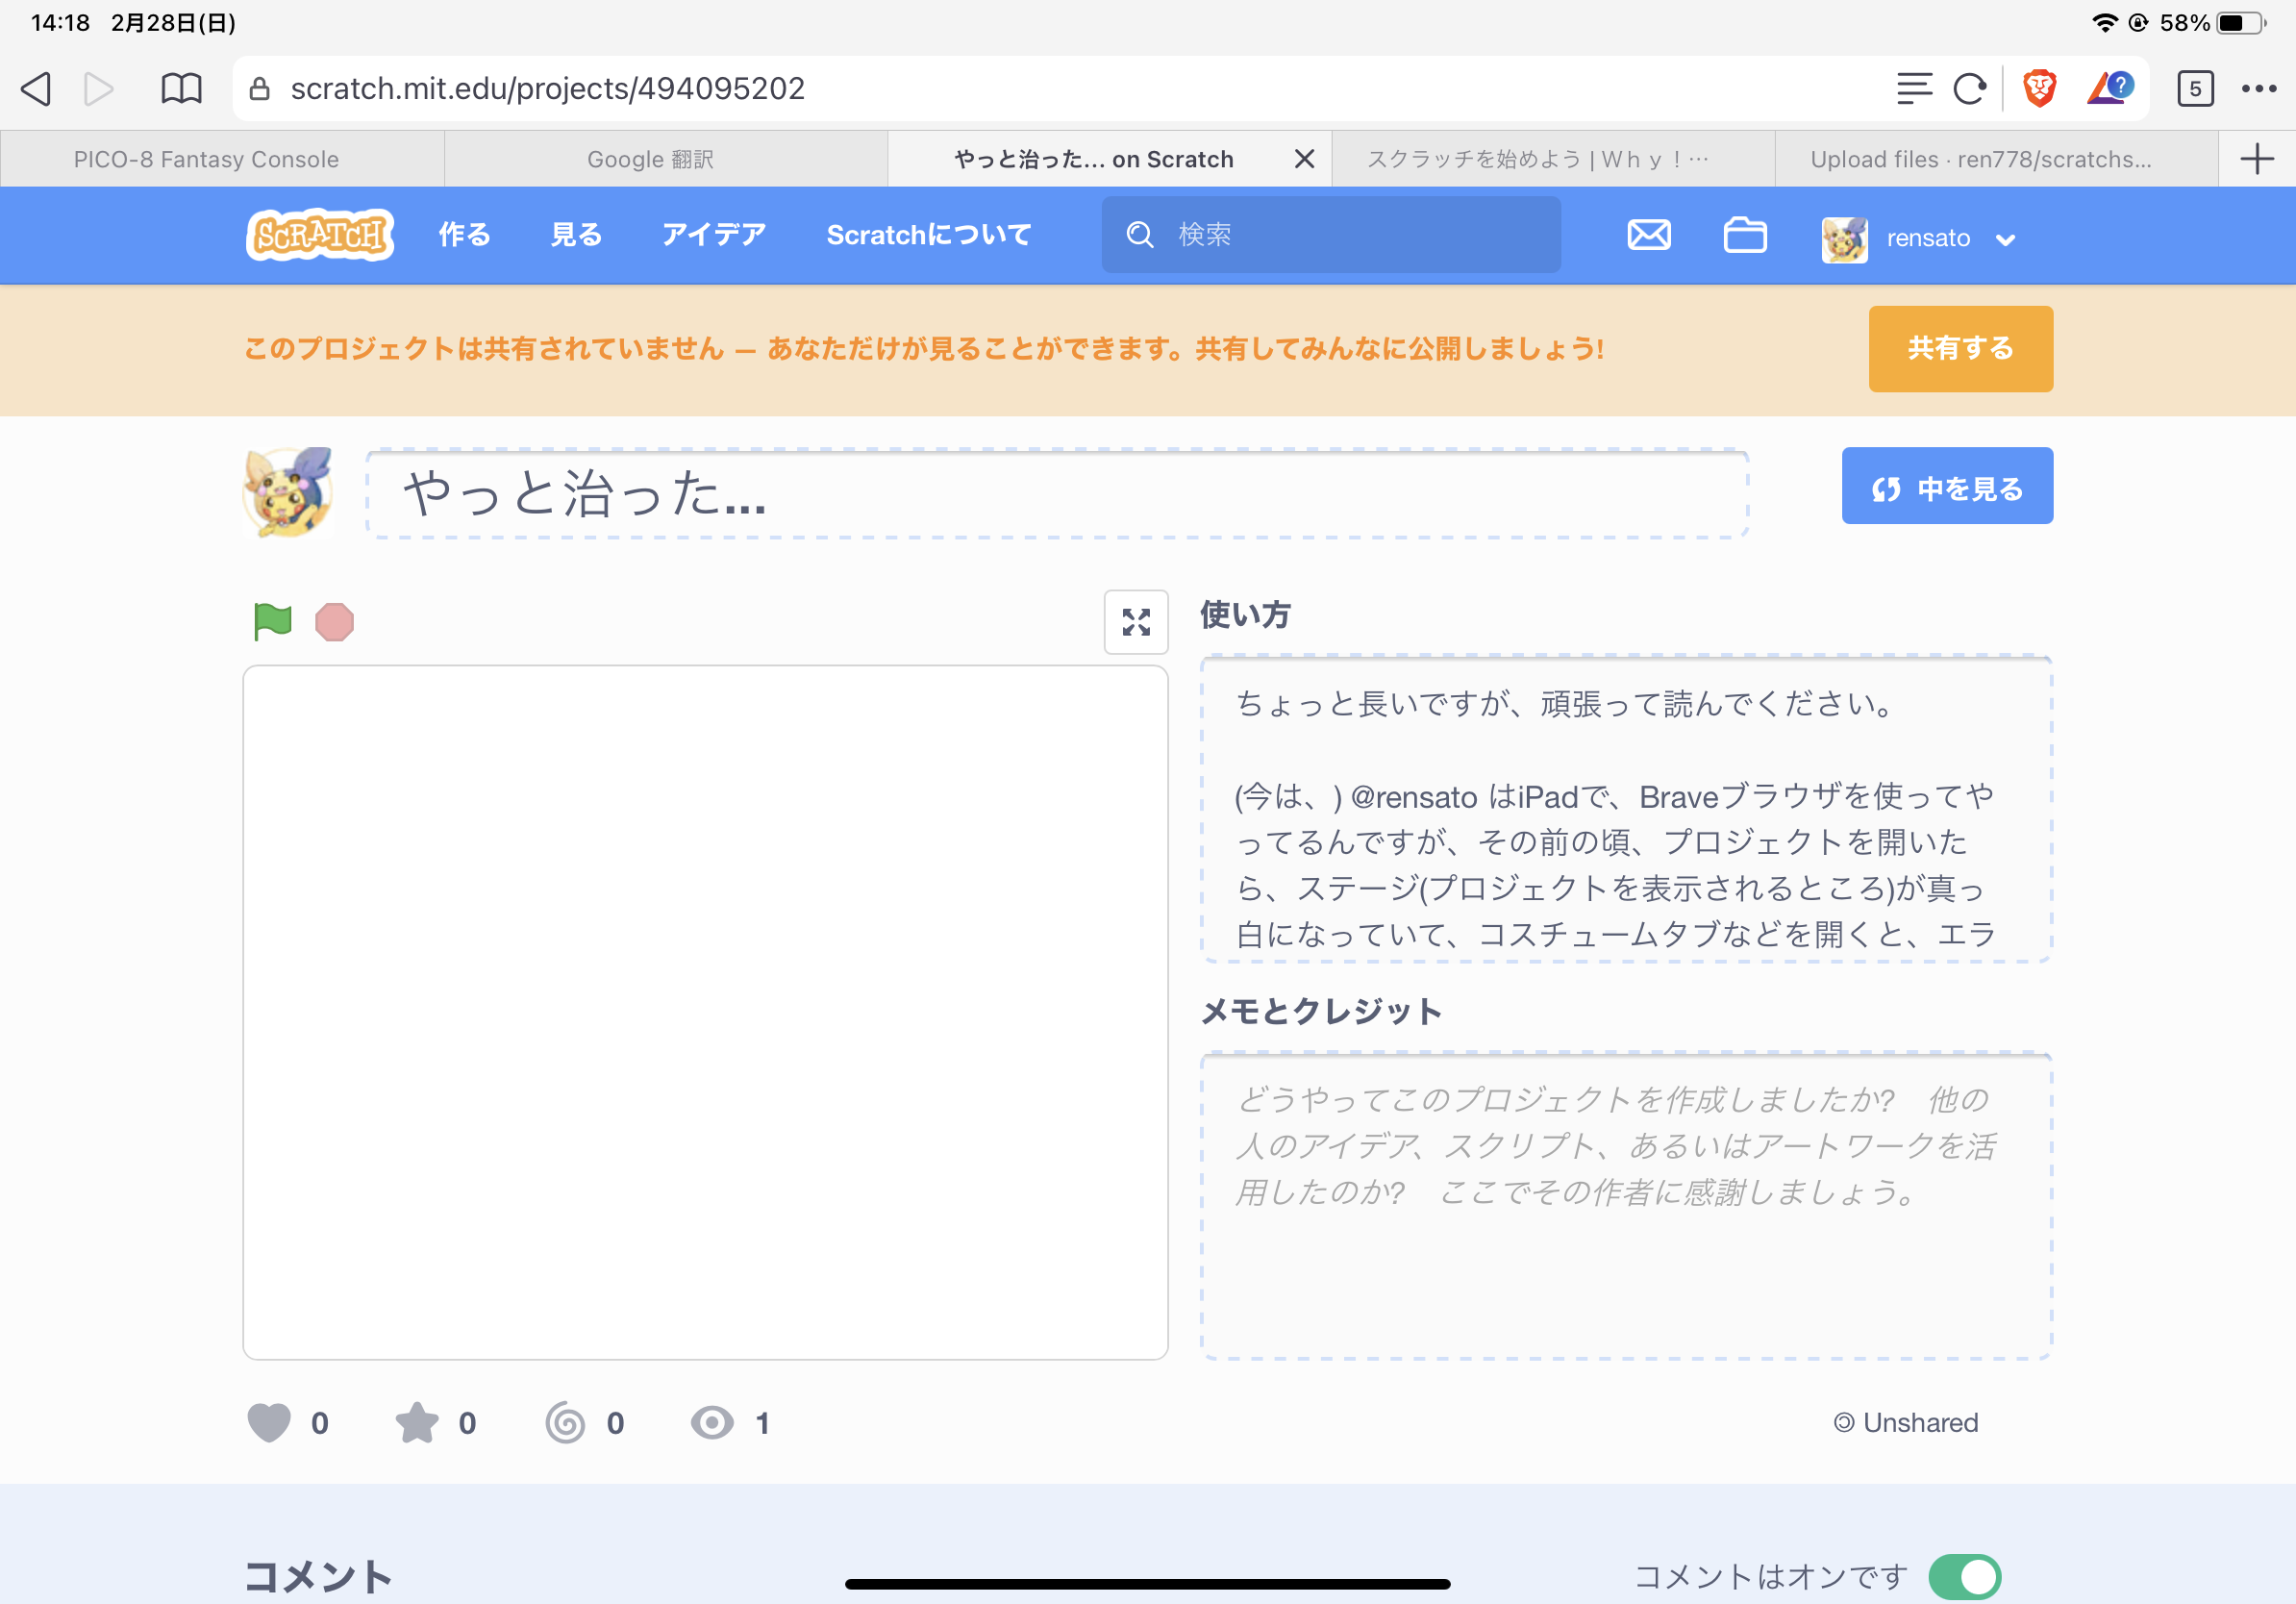 14:18 2月28日(日)
58%
scratch.mit.edu/projects/494095202
5
PICO-8 Fantasy Console
Google 翻訳
やっと治った... on Scratch
スクラッチを始めよう | Ｗｈｙ！…
Upload files · ren778/scratchs...
SCRATCH
作る
見る
アイデア
Scratchについて
検索
rensato
このプロジェクトは共有されていません — あなただけが見ることができます。共有してみんなに公開しましょう!
共有する
やっと治った...
中を見る
使い方
ちょっと長いですが、頑張って読んでください。
(今は、) @rensato はiPadで、Braveブラウザを使ってや
ってるんですが、その前の頃、プロジェクトを開いた
ら、ステージ(プロジェクトを表示されるところ)が真っ
白になっていて、コスチュームタブなどを開くと、エラ
メモとクレジット
どうやってこのプロジェクトを作成しましたか?　他の
人のアイデア、スクリプト、あるいはアートワークを活
用したのか?　ここでその作者に感謝しましょう。
0
0
0
1
Unshared
コメント
コメントはオンです